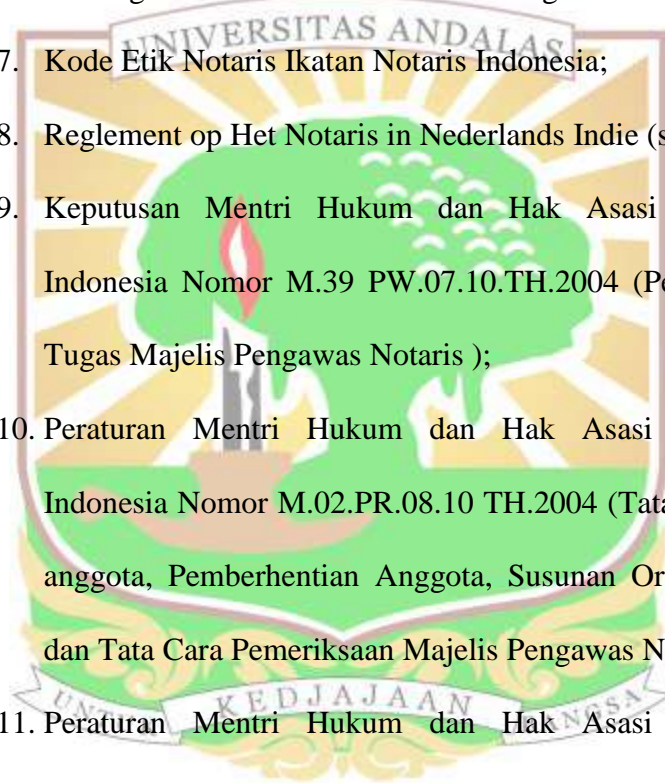 UNIVERSITAS ANDALAS
7. Kode Etik Notaris Ikatan Notaris Indonesia;
8. Reglement op Het Notaris in Nederlands Indie (s
9. Keputusan Mentri Hukum dan Hak Asasi
Indonesia Nomor M.39 PW.07.10.TH.2004 (Pe
Tugas Majelis Pengawas Notaris );
10. Peraturan Mentri Hukum dan Hak Asasi
Indonesia Nomor M.02.PR.08.10 TH.2004 (Tata
anggota, Pemberhentian Anggota, Susunan Or
dan Tata Cara Pemeriksaan Majelis Pengawas N
UNTUK KEDJAJAAN BANGSA
11. Peraturan Mentri Hukum dan Hak Asasi